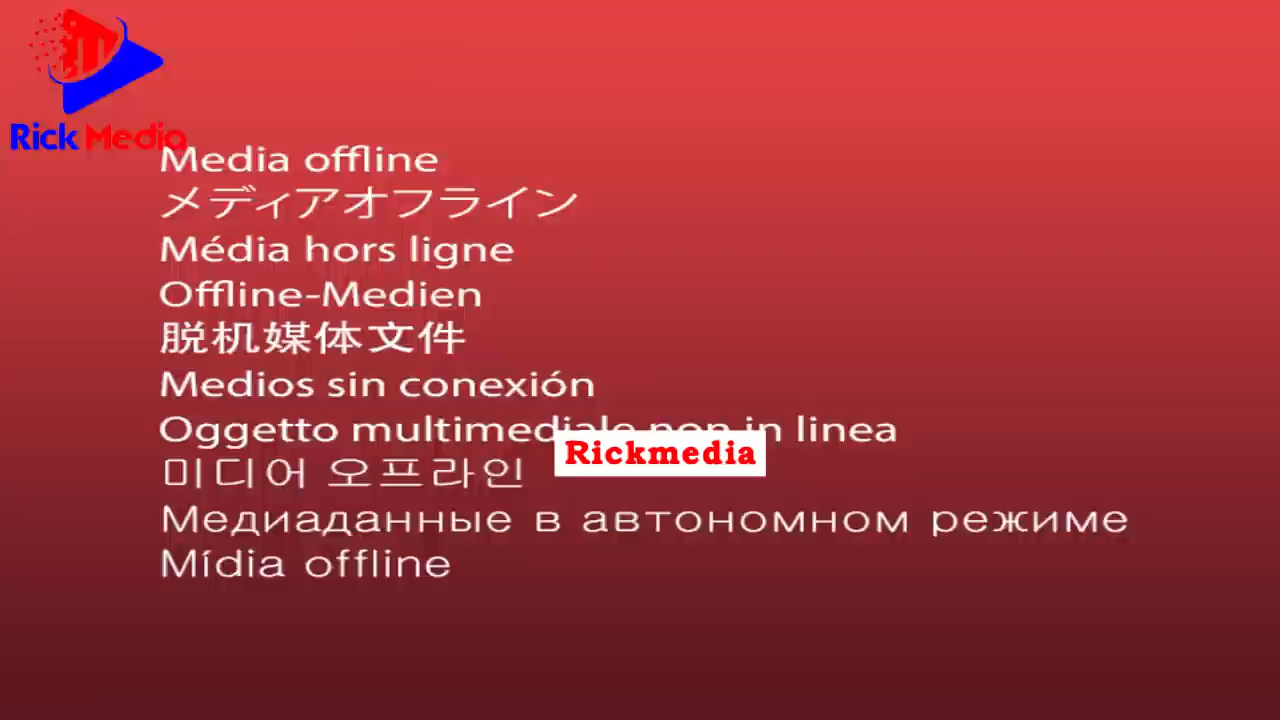 Rick Media
Media offline
メディアオフライン
Média hors ligne
Offline-Medien
脱机媒体文件
Medios sin conexión
Oggetto multimediale non in linea
Rickmedia
미디어 오프라인
Медиаданные в автономном режиме
Mídia offline